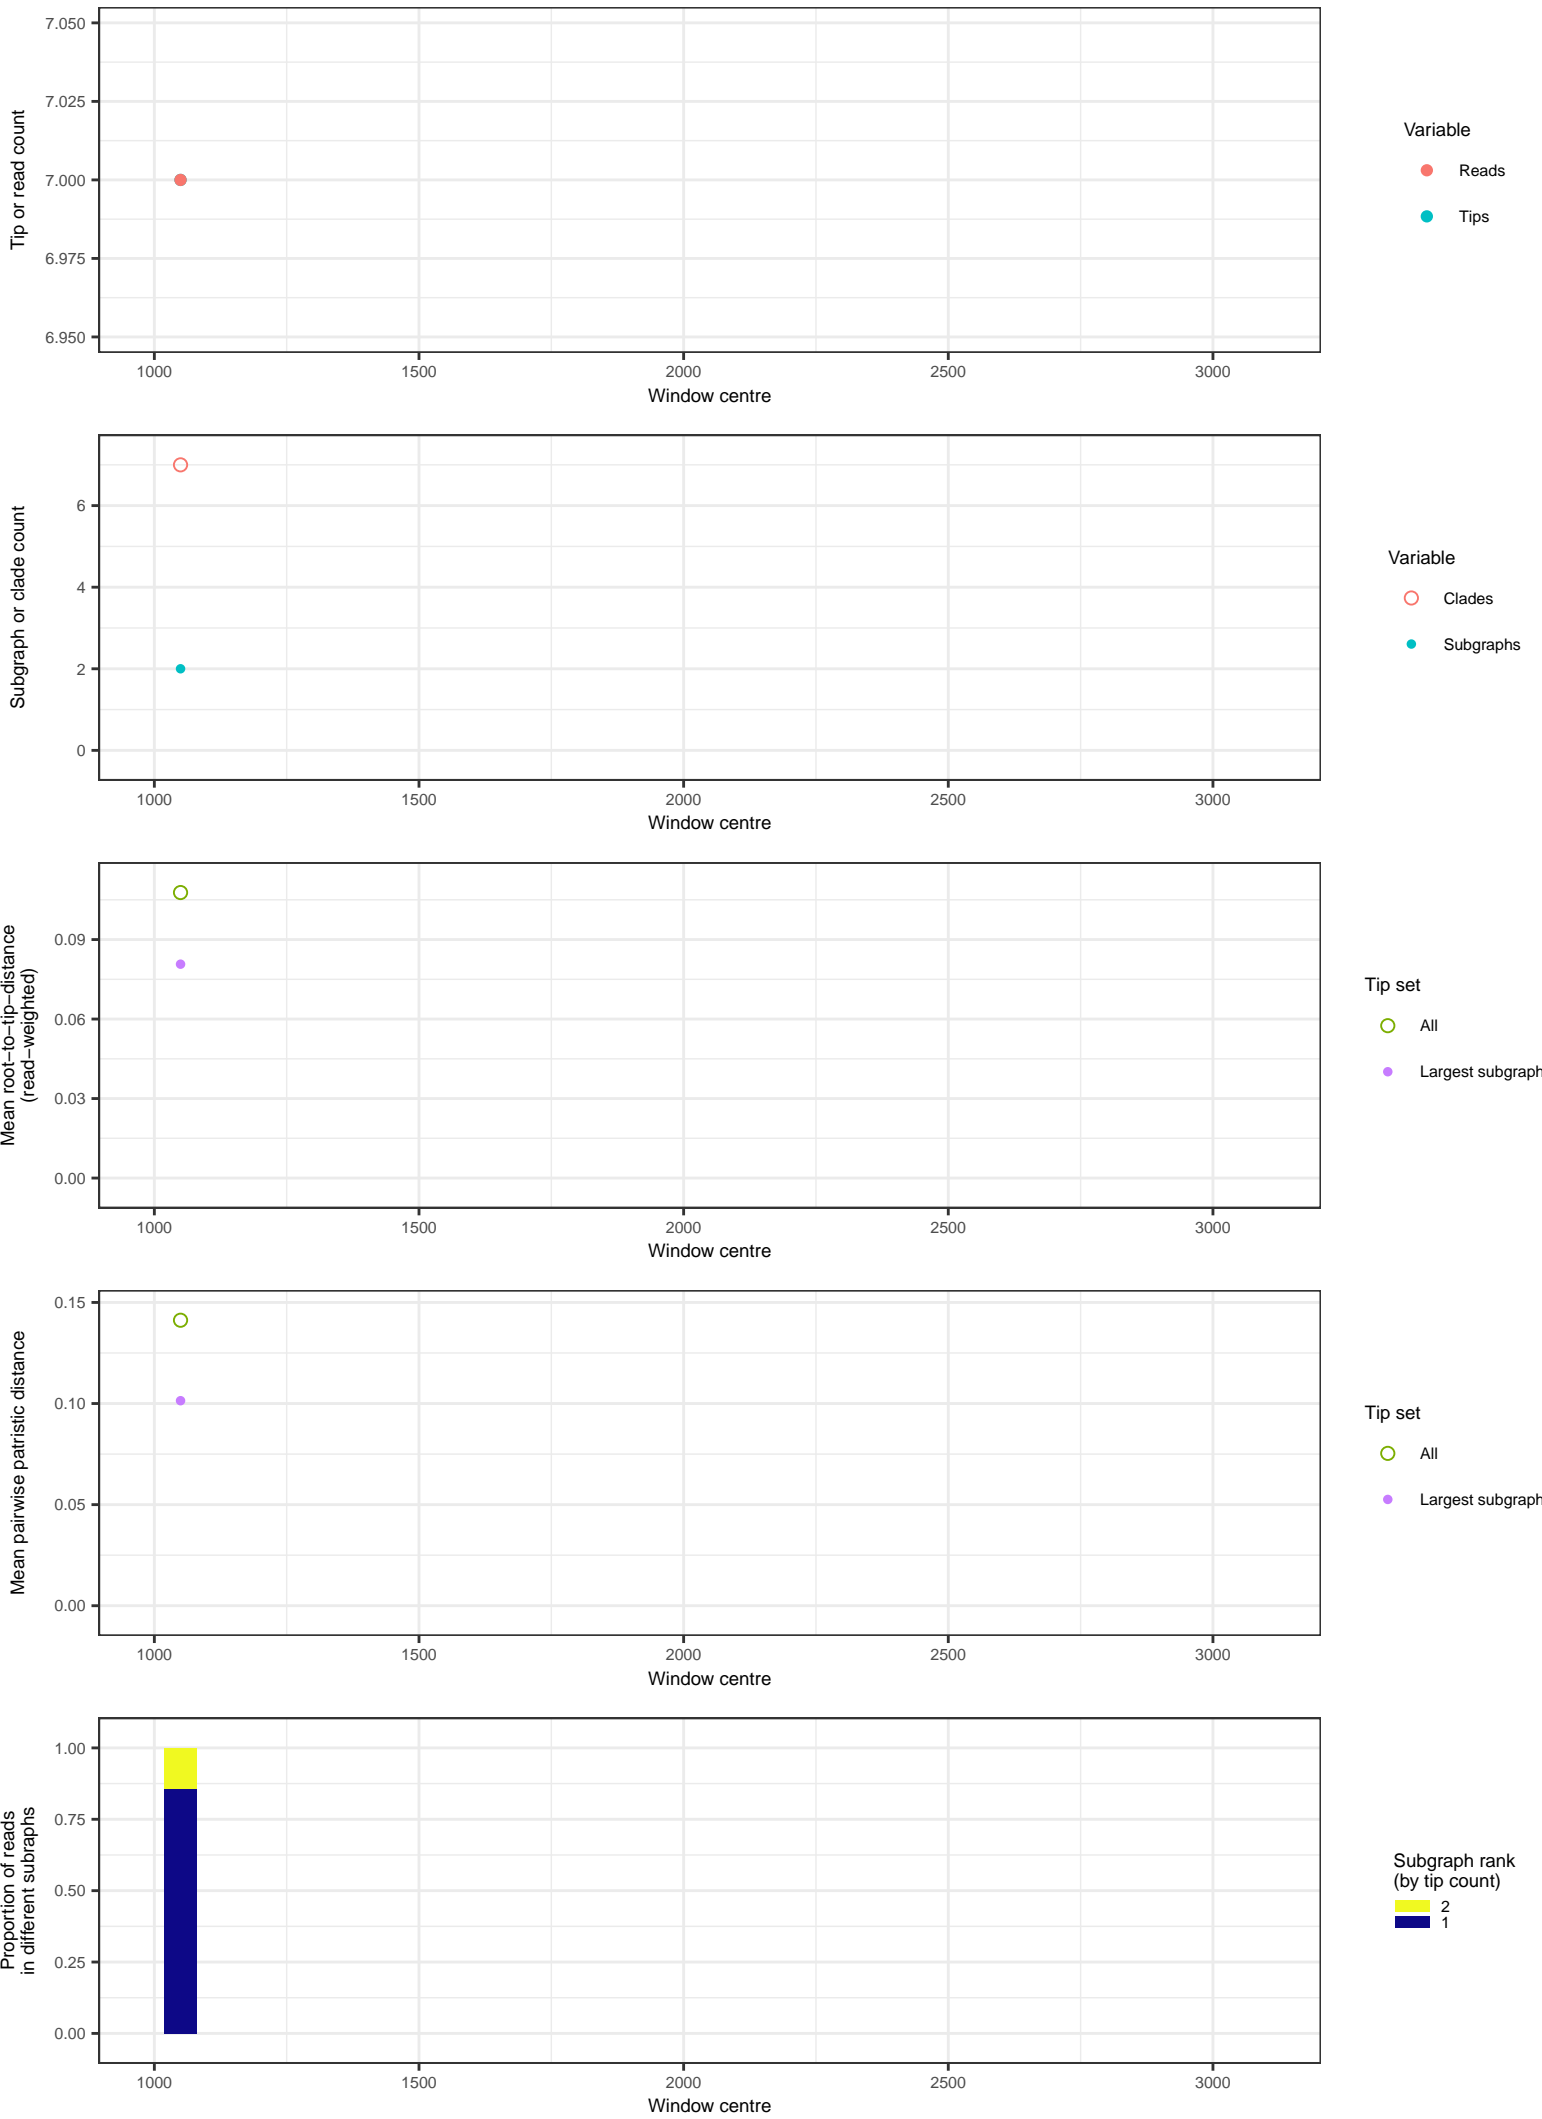 7.050
7.025
7.000
6.975
6.950
Tip or read count
1000 1500 2000 2500 3000
Window centre
Variable
Reads
Tips
6
4
2
0
Subgraph or clade count
1000 1500 2000 2500 3000
Window centre
Variable
Clades
Subgraphs
0.09
0.06
0.03
0.00
Mean root−to−tip−distance
(read−weighted)
1000 1500 2000 2500 3000
Window centre
Tip set
All
Largest subgraph
0.15
0.10
0.05
0.00
Mean pairwise patristic distance
1000 1500 2000 2500 3000
Window centre
Tip set
All
Largest subgraph
1.00
0.75
0.50
0.25
0.00
Proportion of reads
in different subraphs
1000 1500 2000 2500 3000
Window centre
Subgraph rank
(by tip count)
2
1